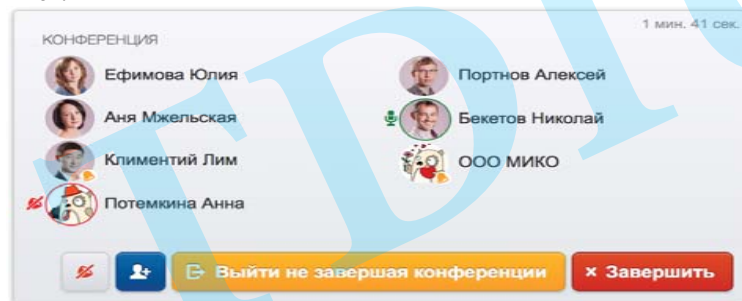 1 мин. 41 сек.
КОНФЕРЕНЦИЯ
Ефимова Юлия
Портнов Алексей
Аня Мжельская
Бекетов Николай
Климентий Лим
ООО МИКО
Потемкина Анна
Выйти не завершая конференции
× Завершить